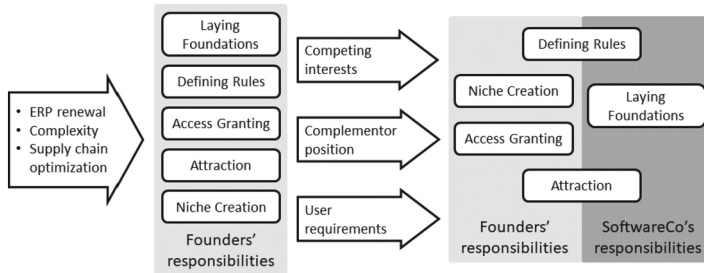 • ERP renewal
• Complexity
• Supply chain
optimization
Laying
Foundations
Defining Rules
Access Granting
Attraction
Niche Creation
Founders'
responsibilities
Competing
interests
Complementor
position
User
requirements
Defining Rules
Niche Creation
Laying
Foundations
Access Granting
Attraction
Founders'
responsibilities
SoftwareCo's
responsibilities